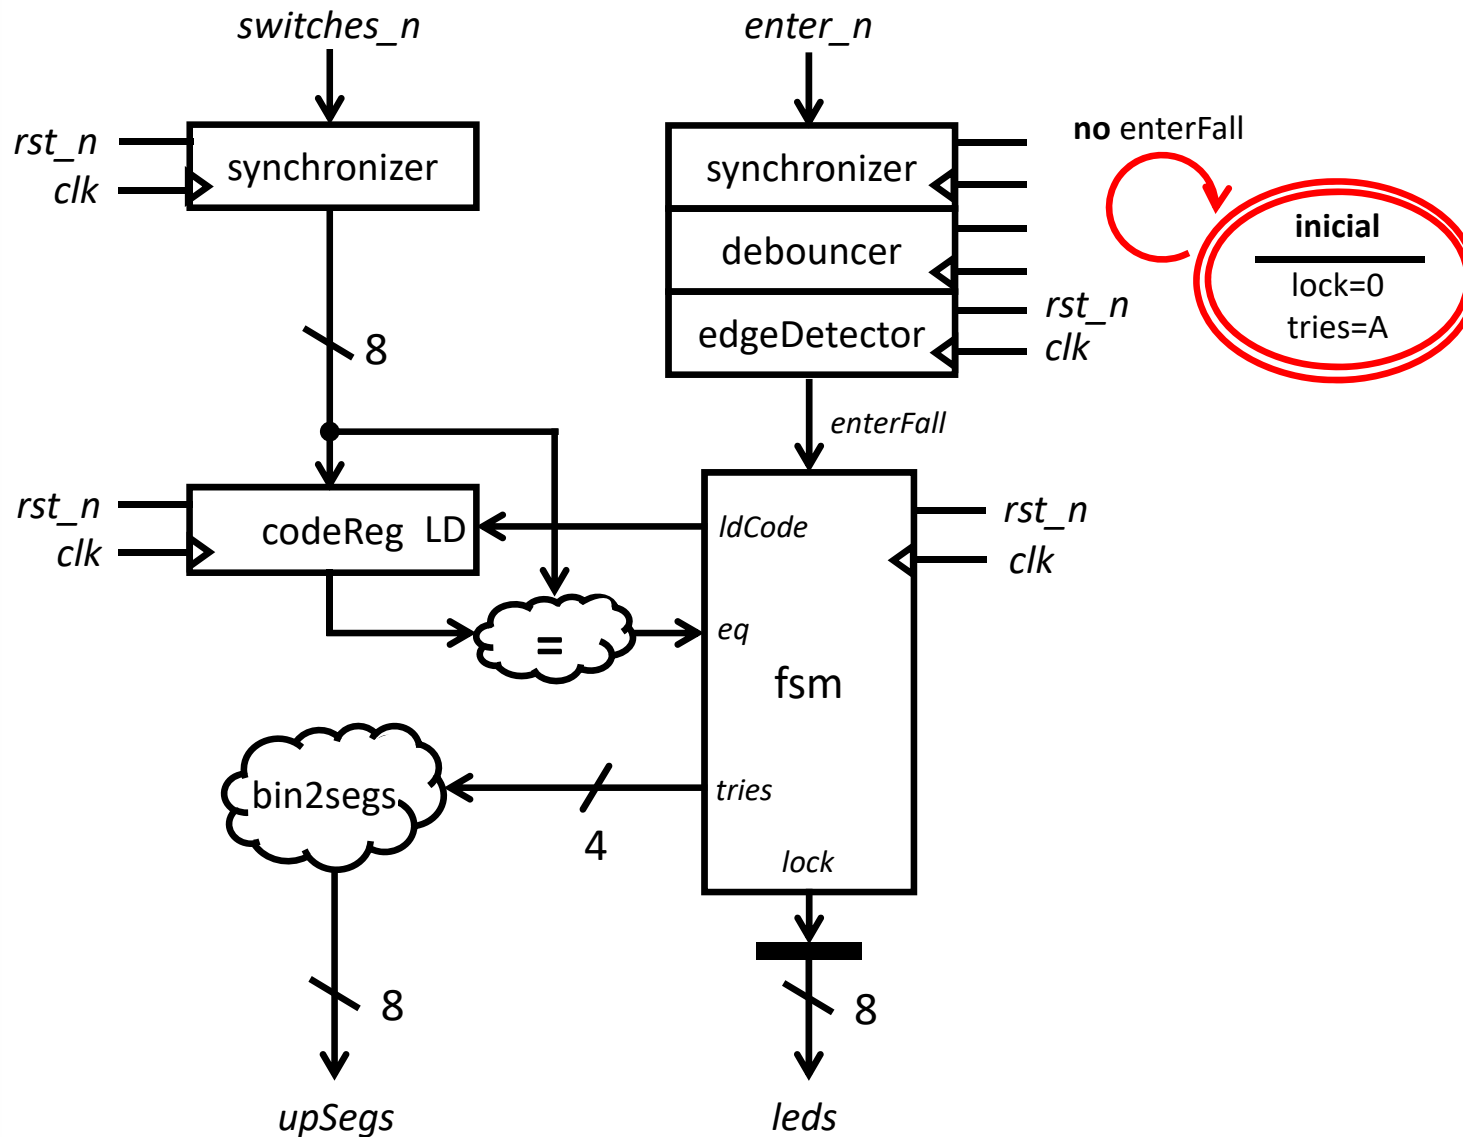 switches_n
enter_n
rst_n
clk
synchronizer
synchronizer
debouncer
edgeDetector
rst_n
clk
no enterFall
inicial
lock=0
tries=A
8
enterFall
rst_n
clk
codeReg LD
ldCode
rst_n
clk
=
eq
fsm
bin2segs
4
tries
lock
8
8
upSegs
leds